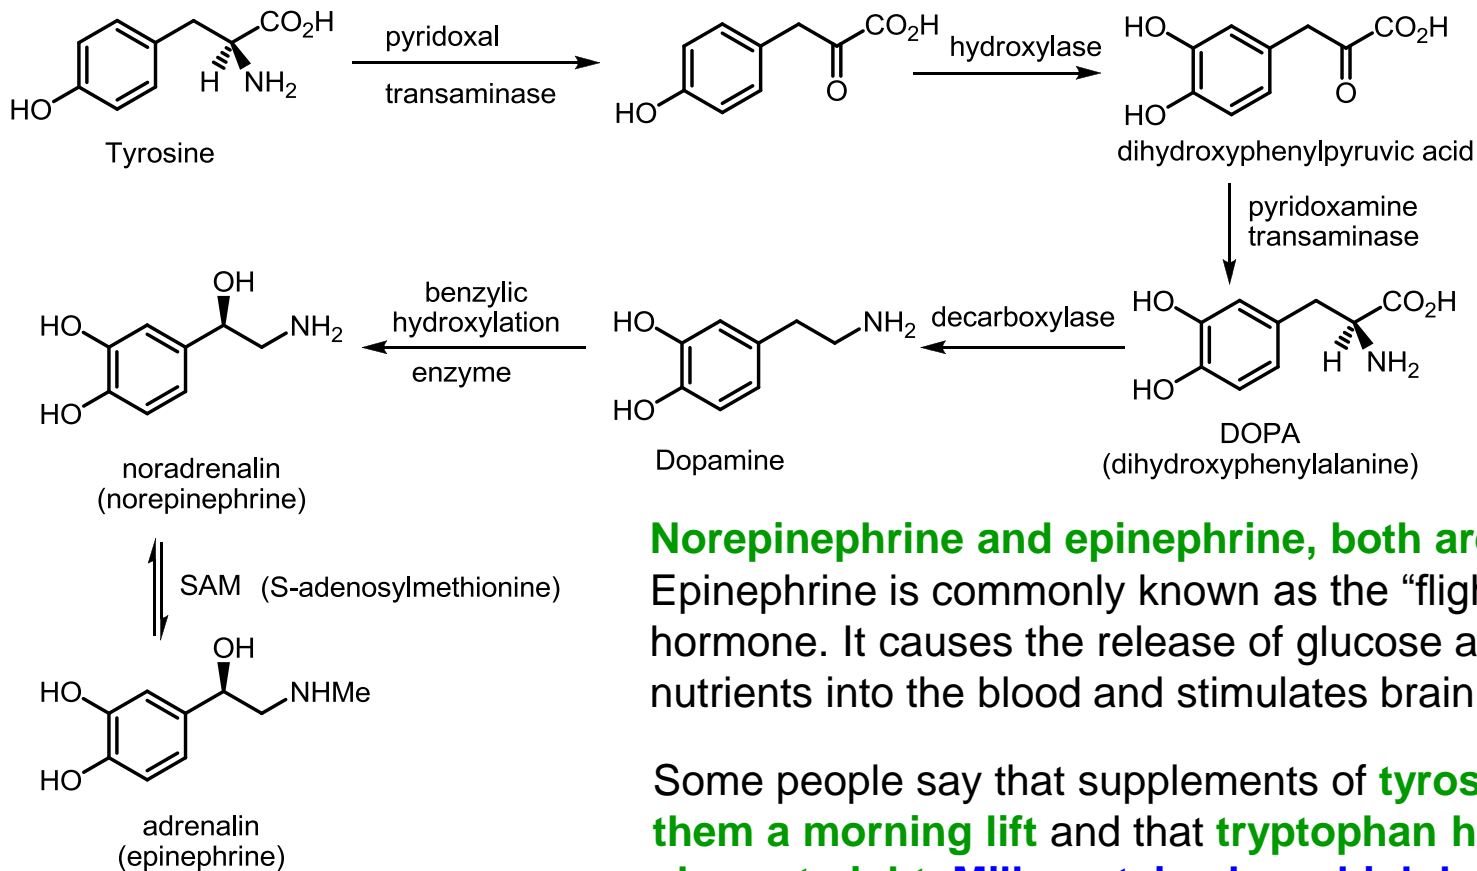 CO2H
H NH2
HO
Tyrosine
pyridoxal
transaminase
CO2H
O
HO
hydroxylase
HO
HO
CO2H
O
dihydroxyphenylpyruvic acid
pyridoxamine
transaminase
HO
HO
CO2H
H NH2
DOPA
(dihydroxyphenylalanine)
decarboxylase
HO
HO
NH2
Dopamine
benzylic
hydroxylation
enzyme
OH
HO
HO
NH2
noradrenalin
(norepinephrine)
SAM (S-adenosylmethionine)
OH
HO
HO
NHMe
adrenalin
(epinephrine)
Norepinephrine and epinephrine, both
Epinephrine is commonly known as the “
hormone. It causes the release of glucose
nutrients into the blood and stimulates brain
Some people say that supplements of
them a morning lift and that tryptophan